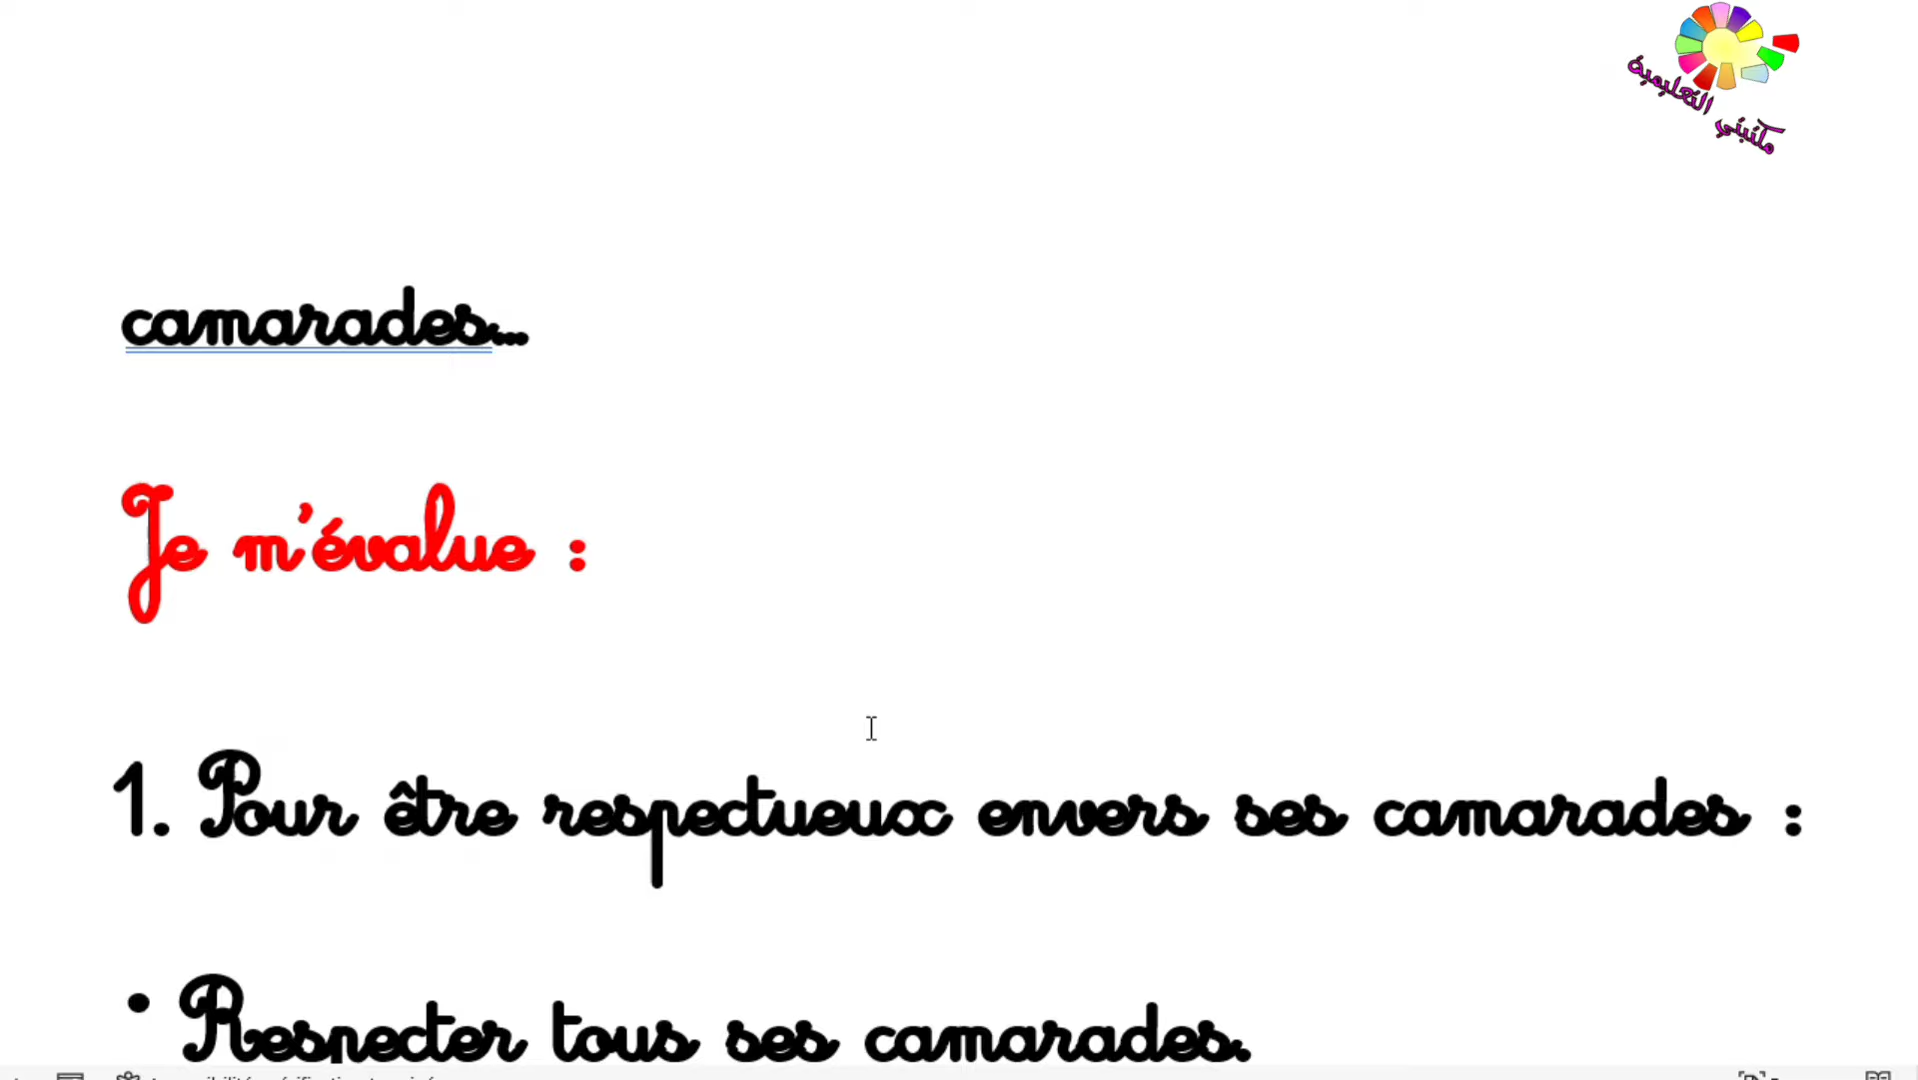 مكتبتي التعليمية
camarades...
Je m'évalue :
1. Pour être respectueux envers ses camarades :
• Respecter tous ses camarades.